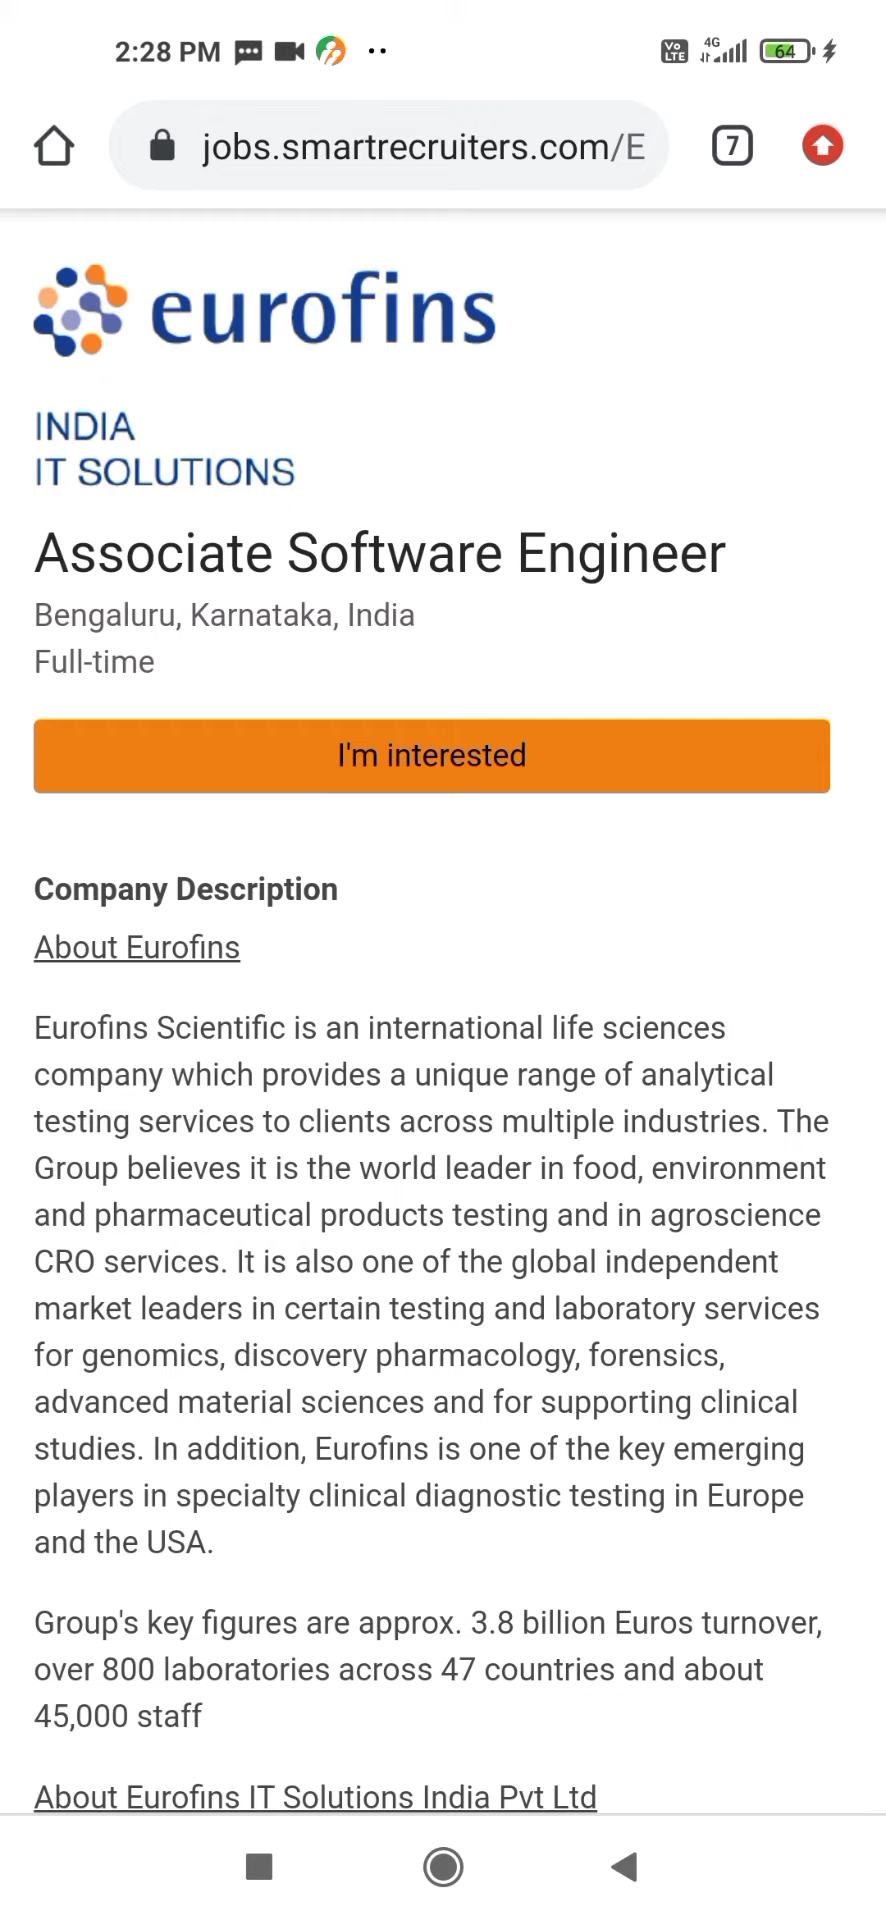 2:28 PM
Vo LTE 4G 64
jobs.smartrecruiters.com/E 7
eurofins
INDIA
IT SOLUTIONS
Associate Software Engineer
Bengaluru, Karnataka, India
Full-time
I'm interested
Company Description
About Eurofins
Eurofins Scientific is an international life sciences
company which provides a unique range of analytical
testing services to clients across multiple industries. The
Group believes it is the world leader in food, environment
and pharmaceutical products testing and in agroscience
CRO services. It is also one of the global independent
market leaders in certain testing and laboratory services
for genomics, discovery pharmacology, forensics,
advanced material sciences and for supporting clinical
studies. In addition, Eurofins is one of the key emerging
players in specialty clinical diagnostic testing in Europe
and the USA.
Group's key figures are approx. 3.8 billion Euros turnover,
over 800 laboratories across 47 countries and about
45,000 staff
About Eurofins IT Solutions India Pvt Ltd